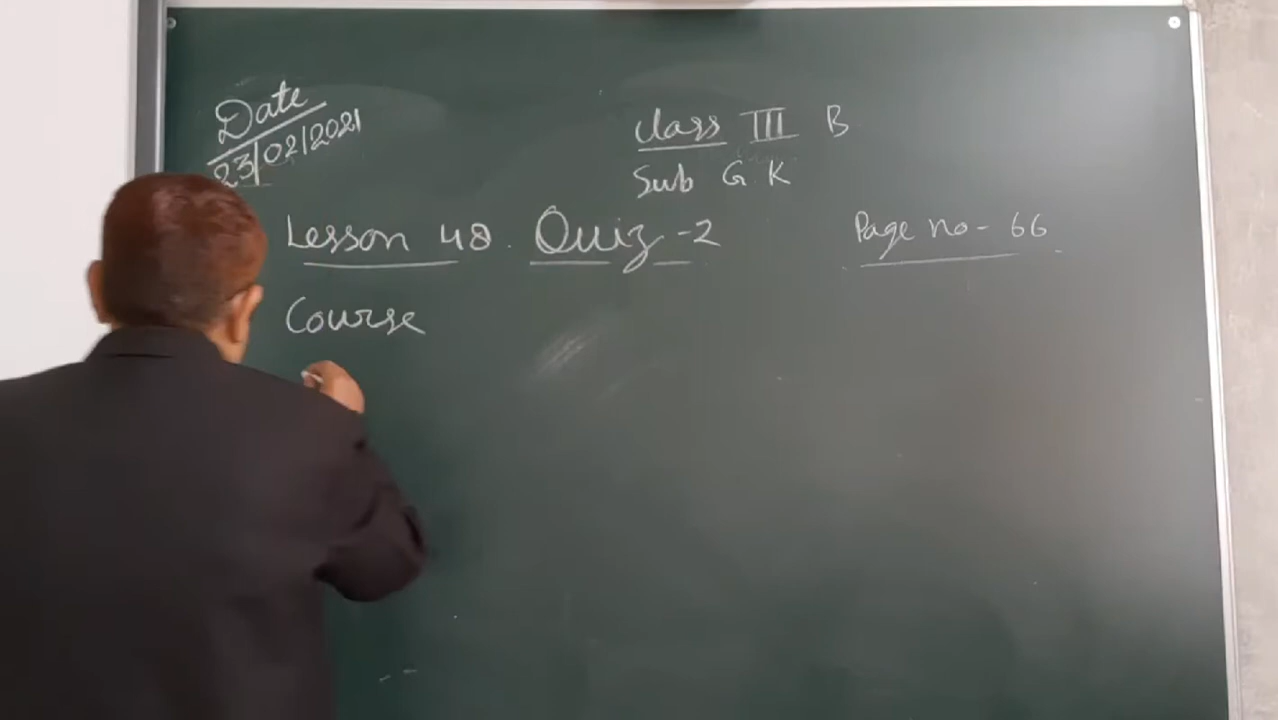 Date
23/02/2021
Class III B
Sub G K
Lesson 48. Quiz-2
Page no- 66
Course